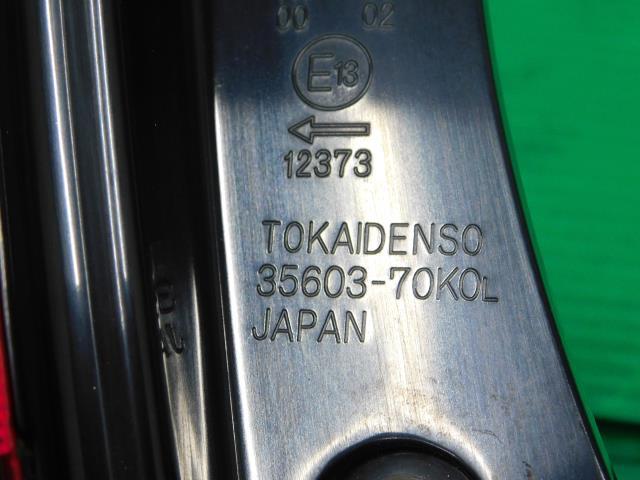 00 02
E13
12373
TOKAIDENSO
35603-70K0L
JAPAN